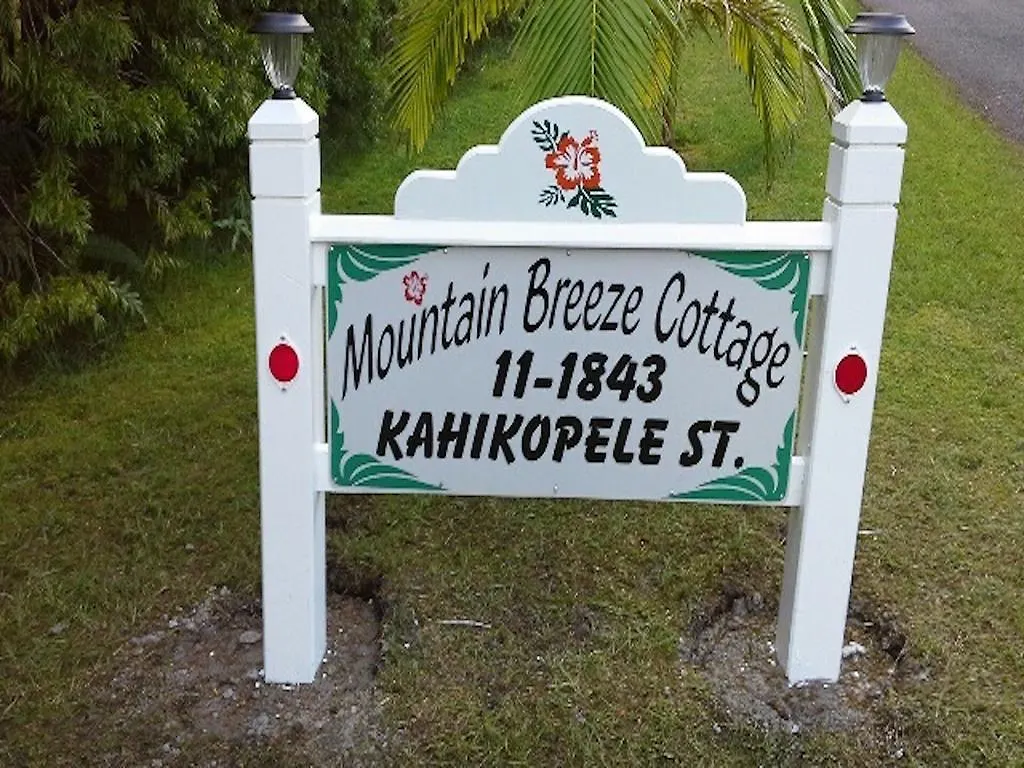 Mountain Breeze Cottage
11-1843
KAHIKOPELE ST.